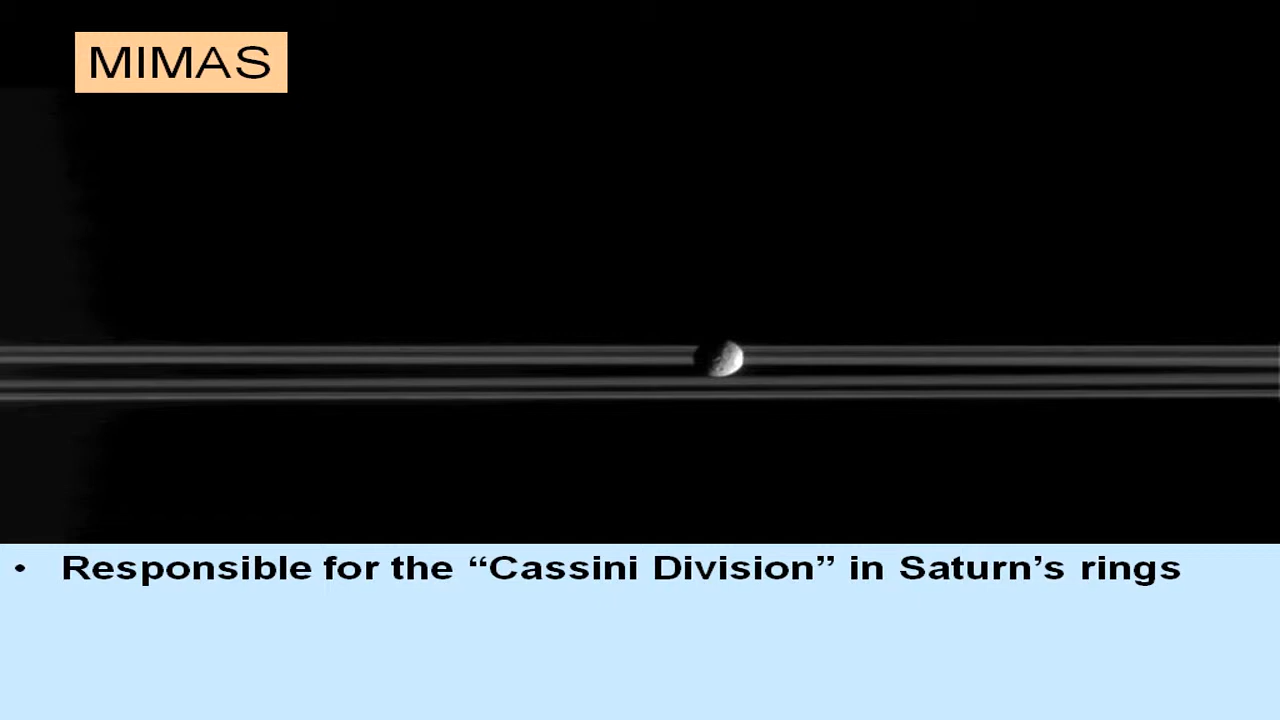 MIMAS
• Responsible for the “Cassini Division” in Saturn’s rings